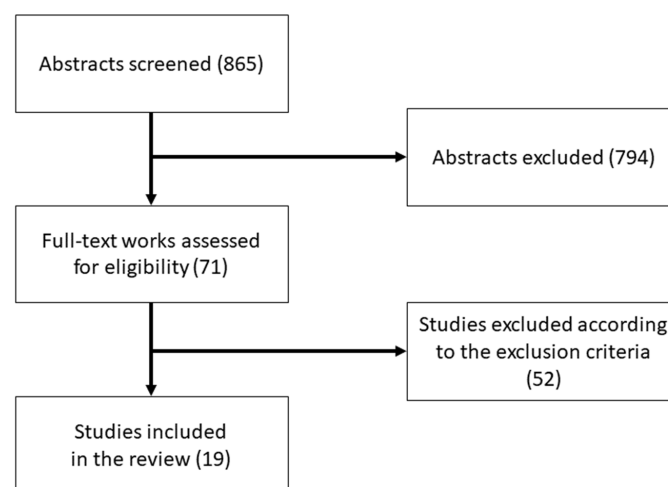 Abstracts screened (865)
Abstracts excluded (794)
Full-text works assessed
for eligibility (71)
Studies excluded according
to the exclusion criteria
(52)
Studies included
in the review (19)